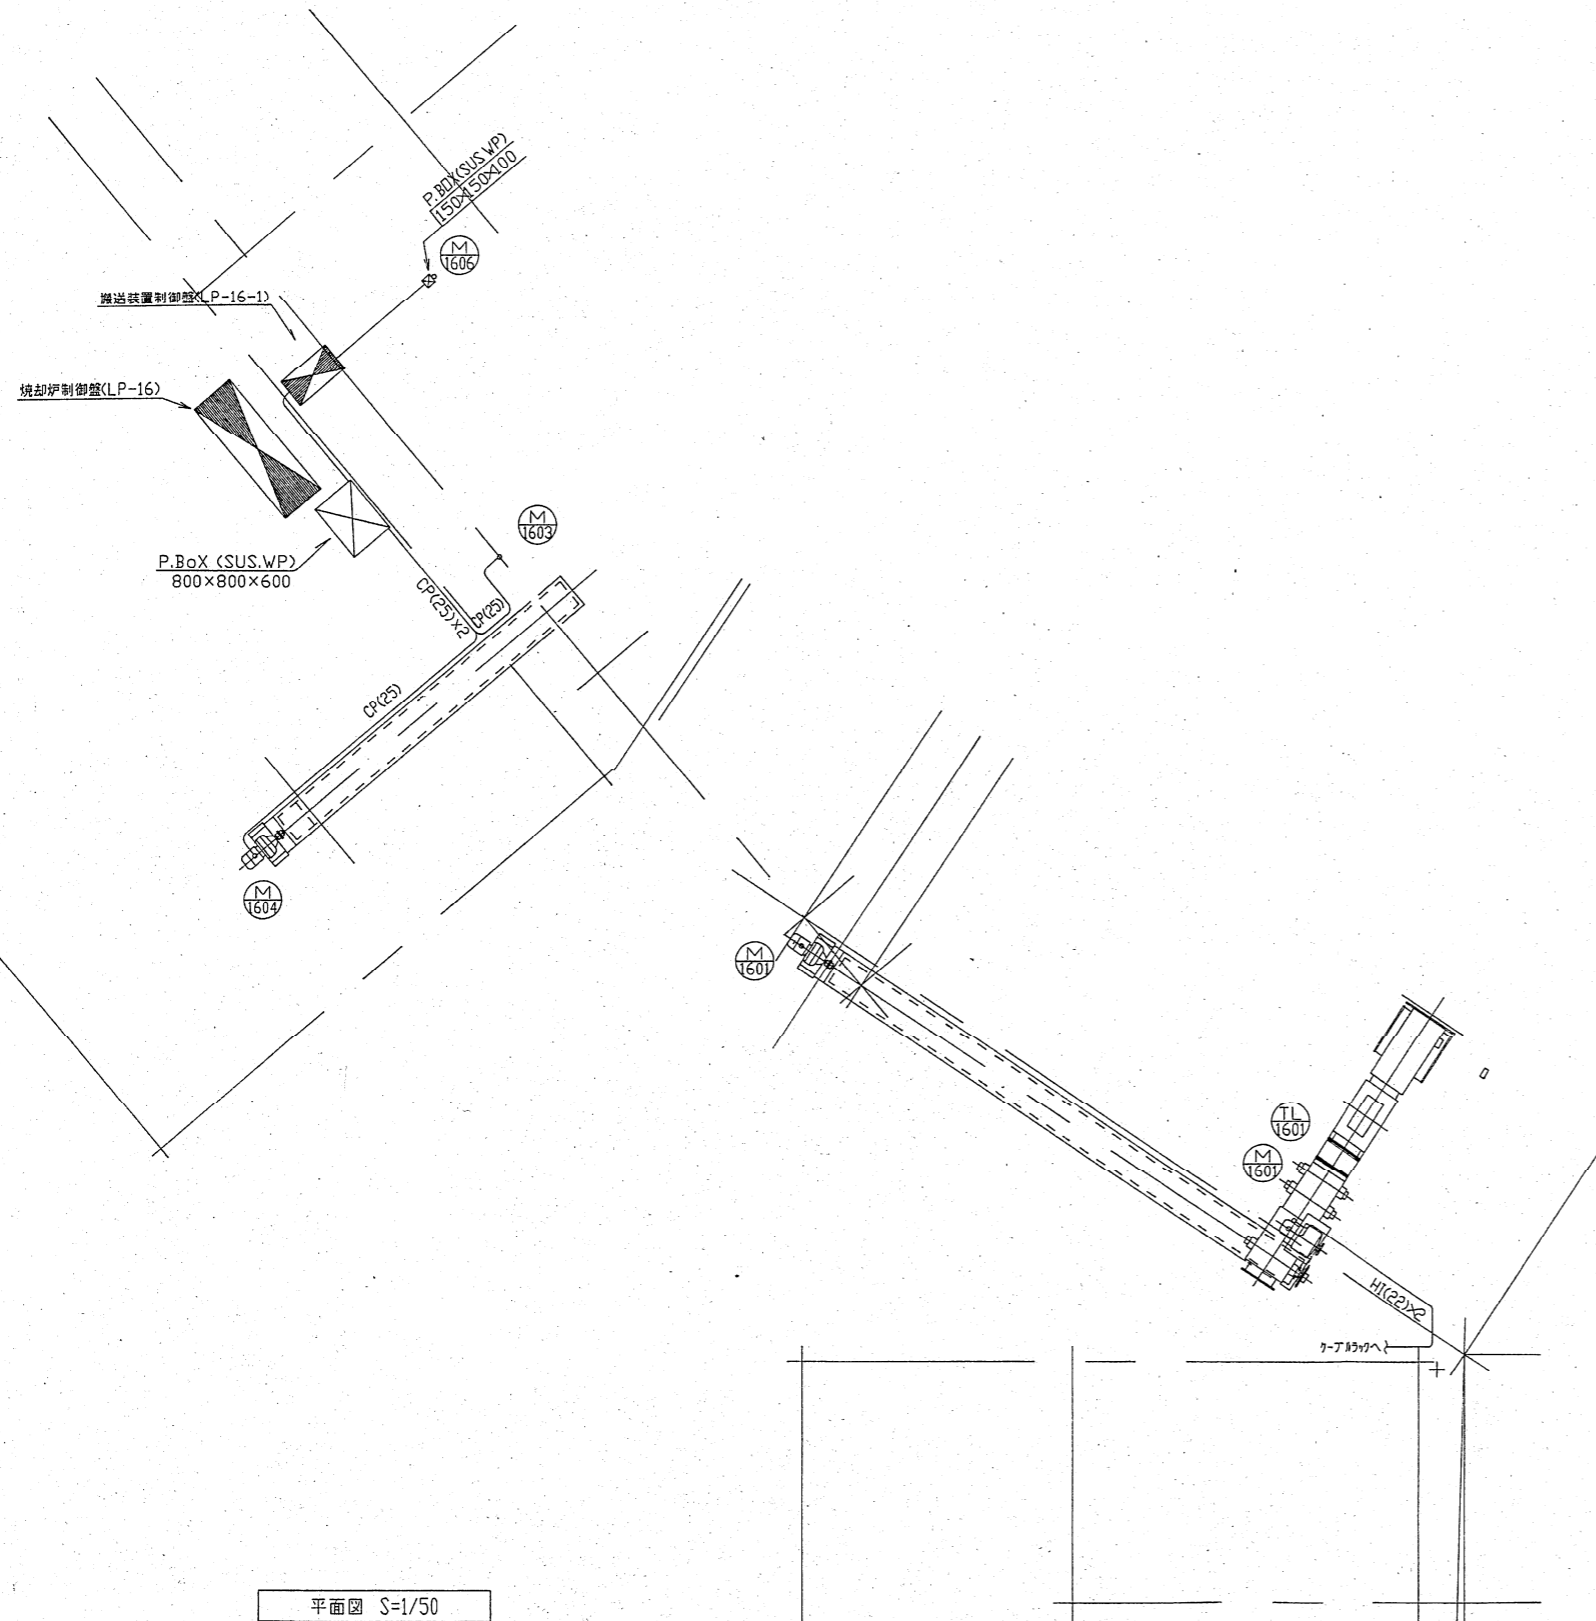 P.BOX(SUS.WP)
150×150×100
M
1606
搬送装置制御盤(LP-16-1)
焼却炉制御盤(LP-16)
M
1603
P.BoX (SUS.WP)
800×800×600
CP(25)×2
CP(25)
CP(25)
M
1604
M
1601
TL
1601
M
1601
HI(22)×2
ケーブルラックへ
平面図 S=1/50